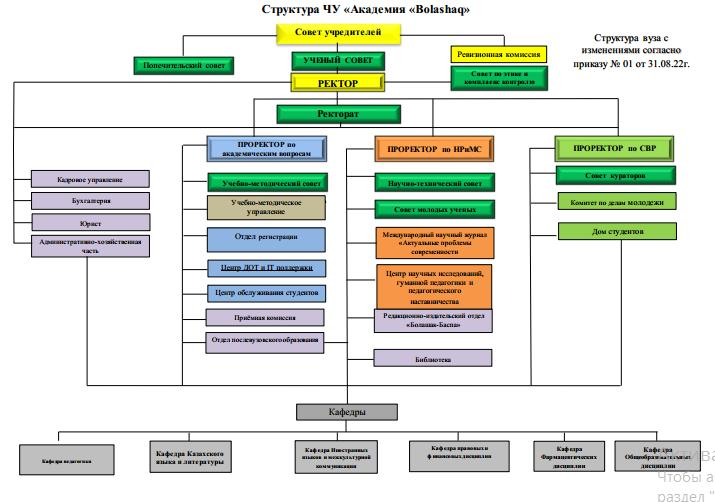 Структура ЧУ «Академия «Bolashaq»
Совет учредителей
Структура вуза с
изменениями согласно
приказу № 01 от 31.08.22г.
Попечительский совет
УЧЕНЫЙ СОВЕТ
Ревизионная комиссия
РЕКТОР
Совет по этике и
комплаенс контролю
Ректорат
ПРОРЕКТОР по
академическим вопросам
ПРОРЕКТОР по НРиМС
ПРОРЕКТОР по СВР
Кадровое управление
Бухгалтерия
Юрист
Административно-хозяйственная
часть
Учебно-методический совет
Учебно-методическое
управление
Отдел регистрации
Центр ДОТ и IT поддержки
Центр обслуживания студентов
Приёмная комиссия
Отдел послевузовского образования
Научно-технический совет
Совет молодых ученых
Международный научный журнал
«Актуальные проблемы
современности
Центр научных исследований,
гуманной педагогики и
педагогического
наставничества
Редакционно-издательский отдел
«Болашақ-Баспа»
Библиотека
Совет кураторов
Комитет по делам молодежи
Дом студентов
Кафедры
Кафедра педагогики
Кафедра Казахского
языка и литературы
Кафедра Иностранных
языков и межкультурной
коммуникации
Кафедра правовых и
финансовых дисциплин
Кафедра
Фармацевтических
дисциплин
Кафедра
Общеобразовательных
дисциплин
Чтобы а
раздел "